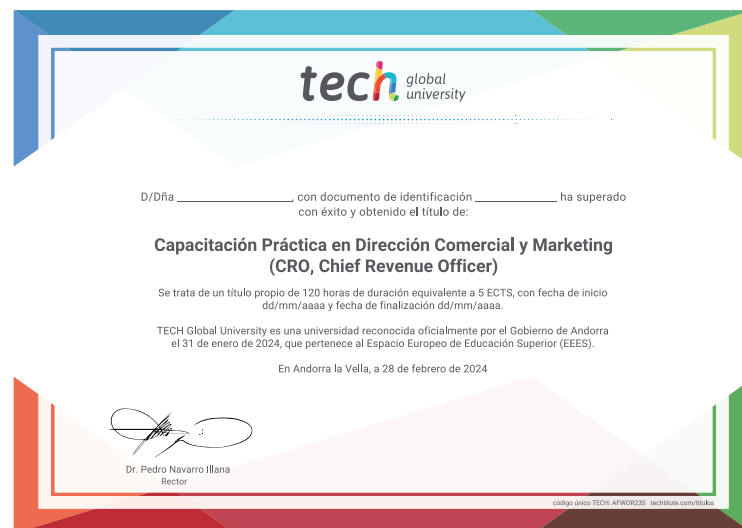 tech global university
D/Dña ____________________, con documento de identificación ______________ ha superado
con éxito y obtenido el título de:
Capacitación Práctica en Dirección Comercial y Marketing
(CRO, Chief Revenue Officer)
Se trata de un título propio de 120 horas de duración equivalente a 5 ECTS, con fecha de inicio
dd/mm/aaaa y fecha de finalización dd/mm/aaaa.
TECH Global University es una universidad reconocida oficialmente por el Gobierno de Andorra
el 31 de enero de 2024, que pertenece al Espacio Europeo de Educación Superior (EEES).
En Andorra la Vella, a 28 de febrero de 2024
Dr. Pedro Navarro Illana
Rector
código único TECH: AFWOR23S techtitute.com/titulos